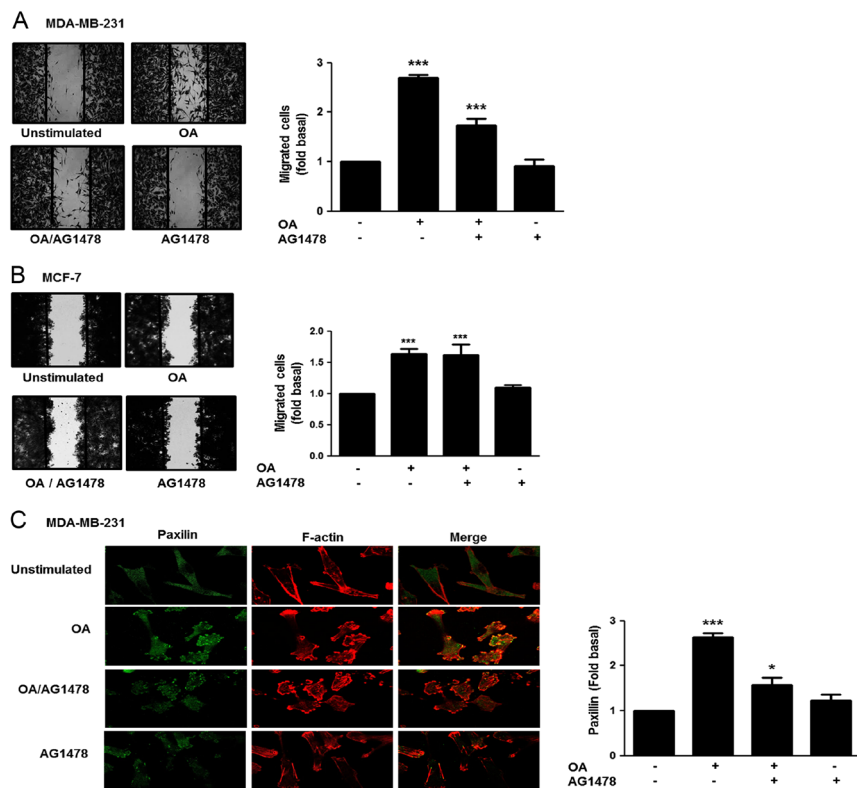 A MDA-MB-231
Unstimulated OA
OA/AG1478 AG1478
Migrated cells
(fold basal)
3
2
1
0
***
***
OA - + + -
AG1478 - - + +
B MCF-7
Unstimulated OA
OA / AG1478 AG1478
Migrated cells
(fold basal)
2.0
1.5
1.0
0.5
0.0
*** ***
OA - + + -
AG1478 - - + +
C MDA-MB-231
Paxilin F-actin Merge
Unstimulated
OA
OA/AG1478
AG1478
Paxillin (Fold basal)
3
2
1
0
***
*
OA - + + -
AG1478 - - + +